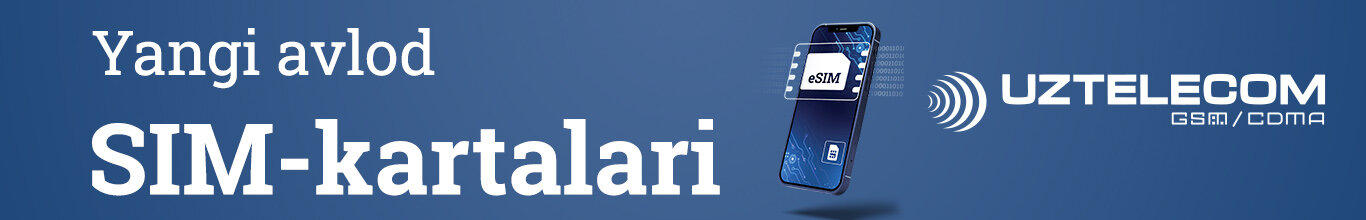 Yangi avlod
SIM-kartalari
eSIM
UZTELECOM
GSM/CDMA